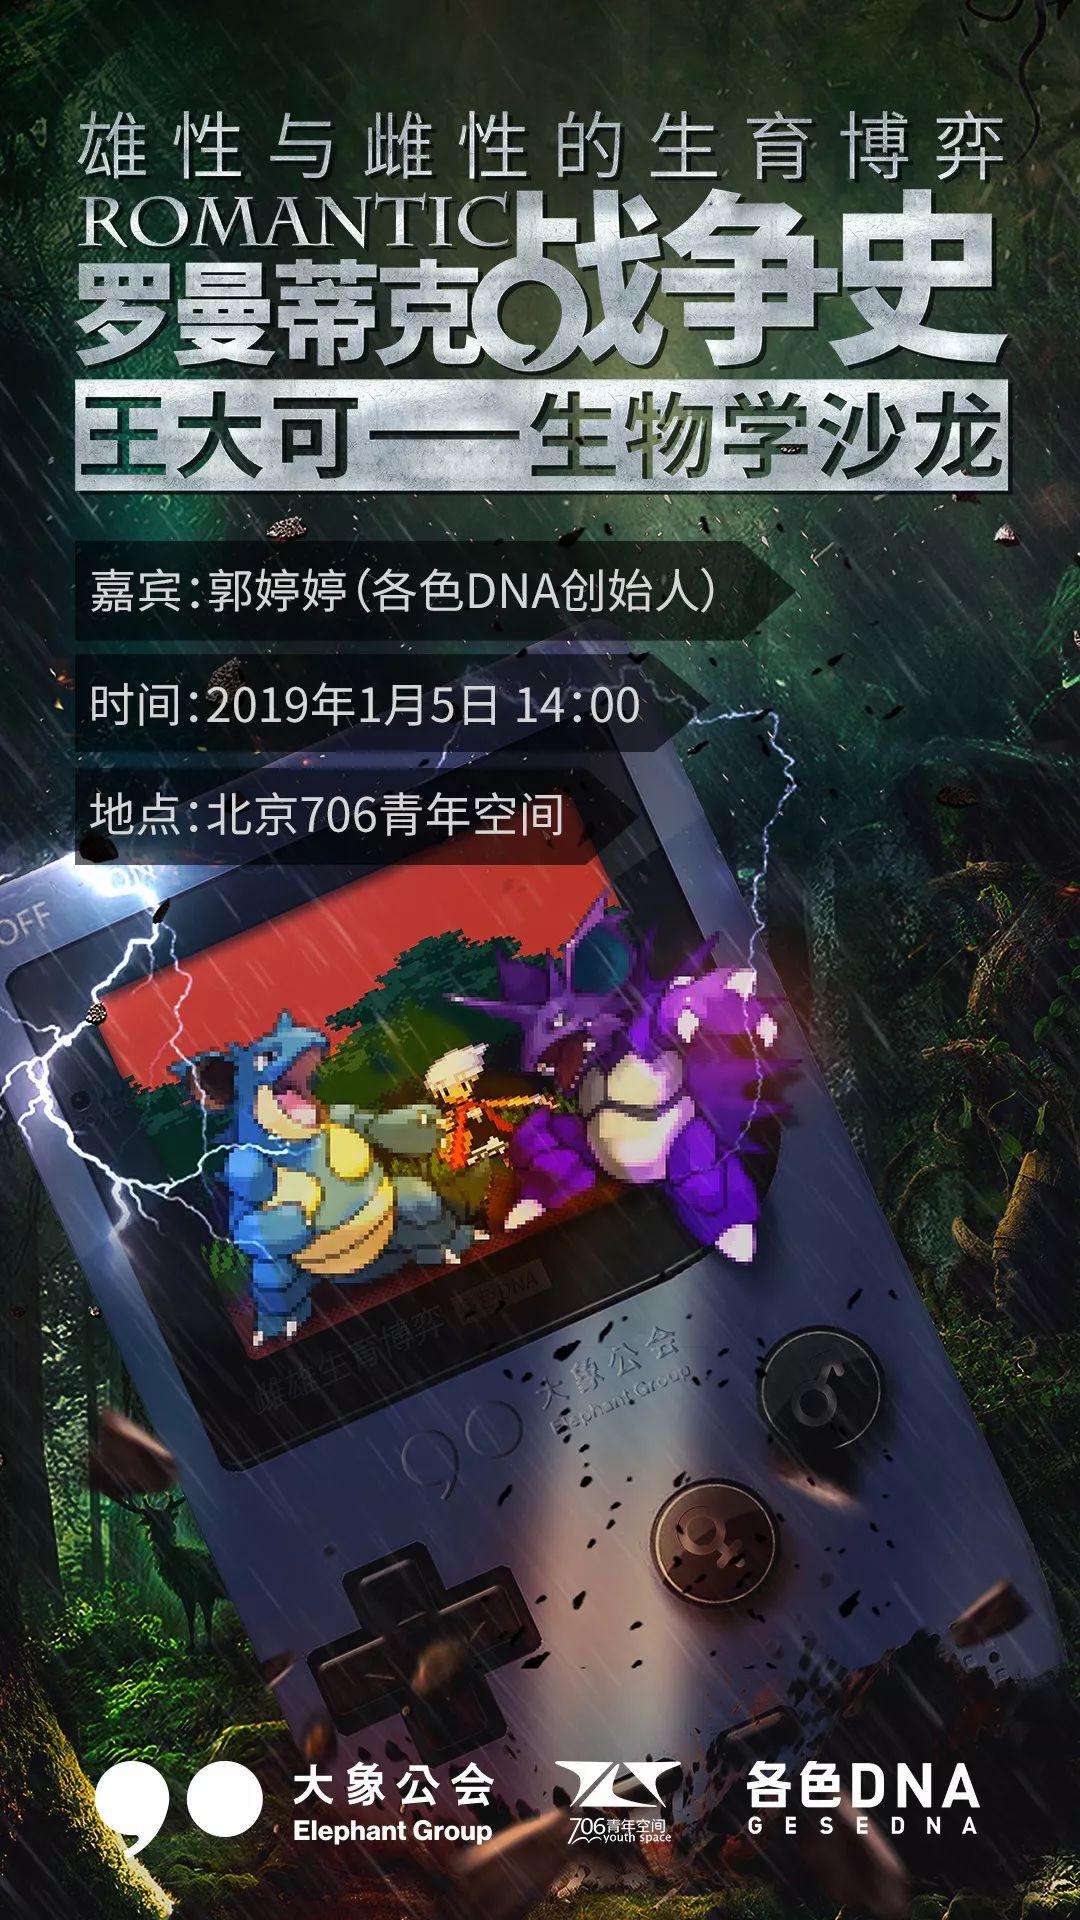 雄性与雌性的生育博弈
ROMANTIC
罗曼蒂克战争史
王大可——生物学沙龙
嘉宾：郭婷婷（各色DNA创始人）
时间：2019年1月5日 14：00
地点：北京706青年空间
ON
OFF
雌雄生育博弈 各色DNA
大象公会
Elephant Group
大象公会
Elephant Group
706青年空间
youth space
各色DNA
GESEDNA